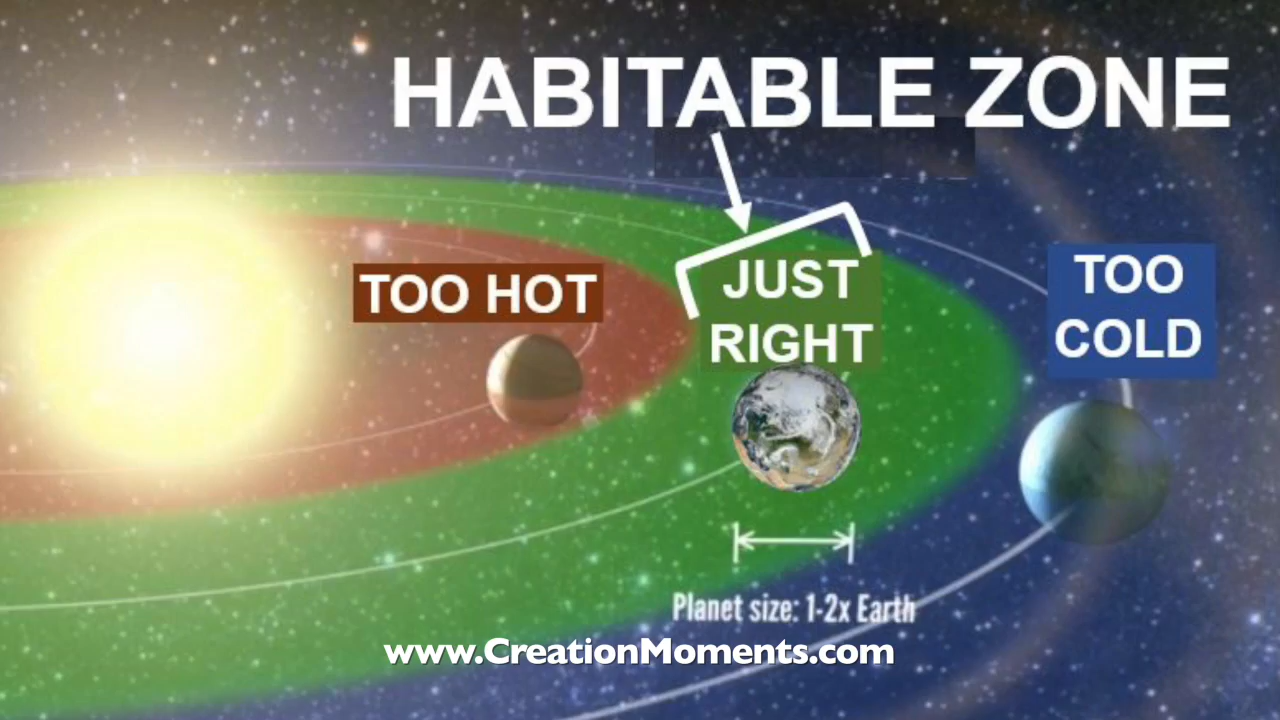 HABITABLE ZONE
TOO HOT
JUST
RIGHT
TOO
COLD
Planet size: 1-2x Earth
www.CreationMoments.com